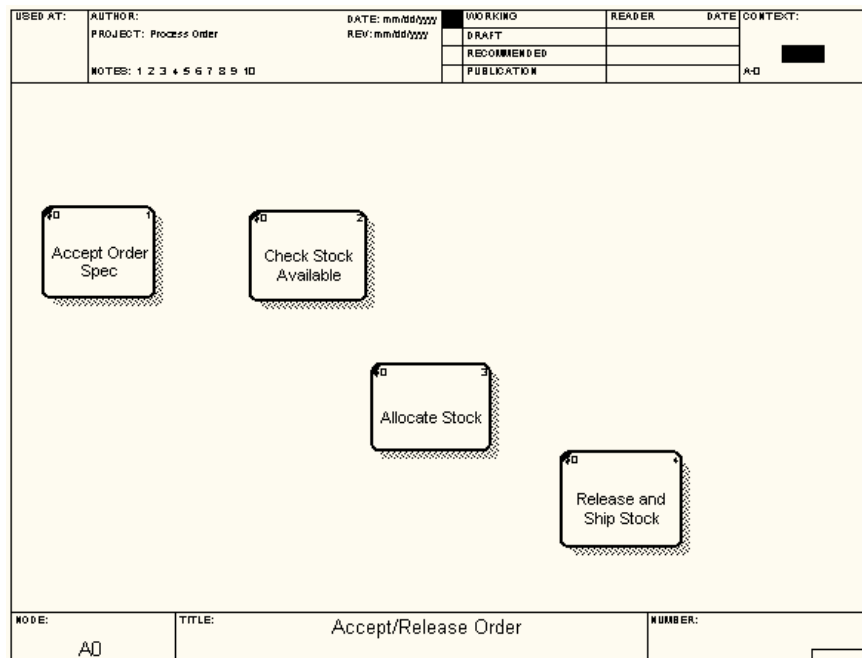 USED AT:
AUTHOR:
DATE: mm/dd/yyyy
WORKING
READER
DATE
CONTEXT:
PROJECT: Process Order
REV: mm/dd/yyyy
DRAFT
RECOMMENDED
NOTES: 1 2 3 4 5 6 7 8 9 10
PUBLICATION
A-0
$0 1
Accept Order
Spec
$0 2
Check Stock
Available
$0 3
Allocate Stock
$0 4
Release and
Ship Stock
NODE:
A0
TITLE:
Accept/Release Order
NUMBER: